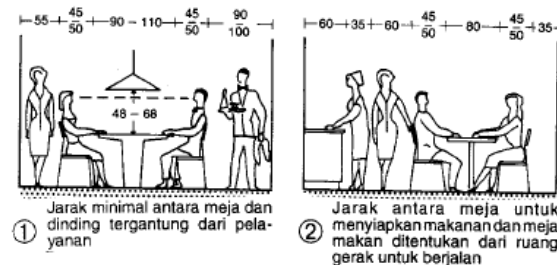 55 45/50 90 – 110 45/50 90/100
48 – 68
① Jarak minimal antara meja dan
dinding tergantung dari pela-
yanan
60 35 60 45/50 80 45/50 35
② Jarak antara meja untuk
menyiapkan makanan dan meja
makan ditentukan dari ruang
gerak untuk berjalan